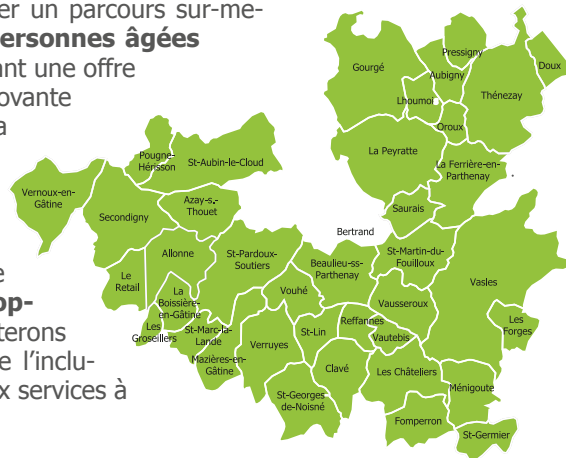 er un parcours sur-me-
ersonnes âgées
ant une offre
ovante
a
e
op-
terons
e l'inclu-
x services à
Pressigny
Doux
Gourgé
Aubigny
Thénezay
Lhoumoi
Oroux
La Peyratte
La Ferrière-en-
Parthenay
Pougne-
Hérisson
St-Aubin-le-Cloud
Vernoux-en-
Gâtine
Azay-s.-
Thouet
Secondigny
Saurais
Bertrand
Allonne
St-Pardoux-
Soutiers
Beaulieu-ss-
Parthenay
St-Martin-du-
Fouilloux
Le
Retail
Vasles
La
Boissière-
en-Gâtine
Vouhé
Vausseroux
Les
Groseillers
St-Marc-la-
Lande
Verruyes
St-Lin
Reffannes
Vautebis
Les
Forges
Mazières-en-
Gâtine
Clavé
Les Châteliers
Ménigoute
St-Georges
de-Noisné
Fomperron
St-Germier